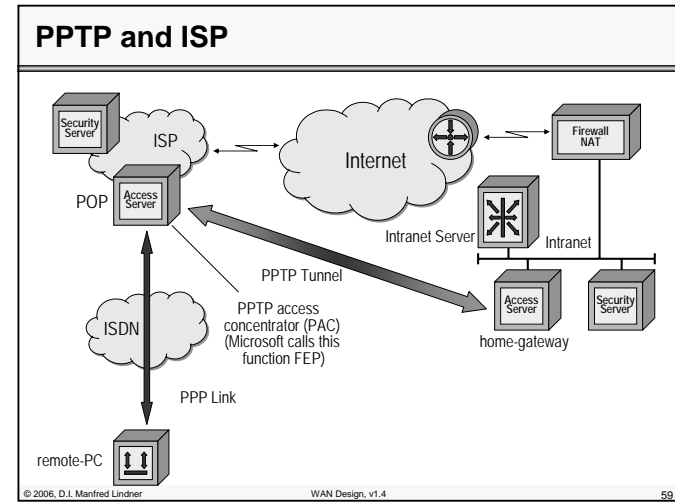 PPTP and ISP
Security
Server
ISP
Internet
Firewall
NAT
POP
Access
Server
Intranet Server
Intranet
PPTP Tunnel
PPTP access
concentrator (PAC)
(Microsoft calls this
function FEP)
Access
Server
Security
Server
home-gateway
ISDN
PPP Link
remote-PC
© 2006, D.I. Manfred Lindner
WAN Design, v1.4
59